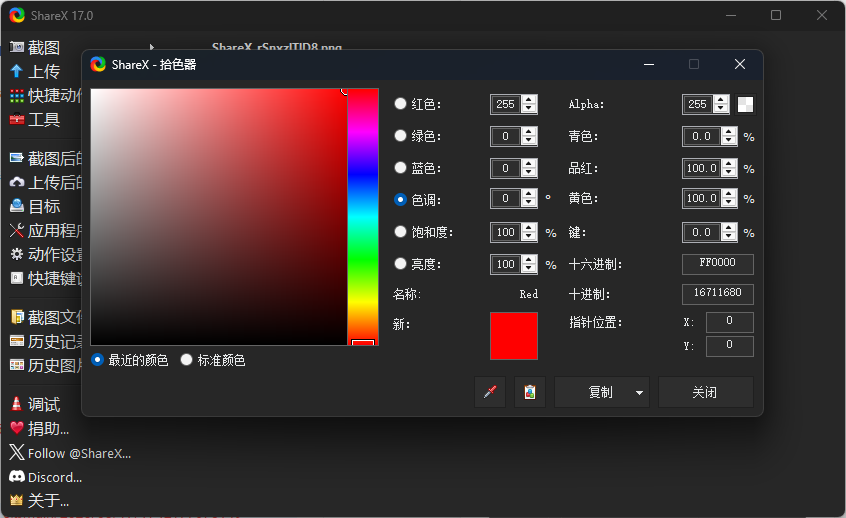 ShareX 17.0
截图
上传
快捷动作
工具
截图后的
上传后的
目标
应用程序
动作设置
快捷键设
截图文件
历史记录
历史图片
调试
捐助...
Follow @ShareX...
Discord...
关于...
ShareX - 拾色器
红色: 255 Alpha: 255
绿色: 0 青色: 0.0 %
蓝色: 0 品红: 100.0 %
色调: 0 ° 黄色: 100.0 %
饱和度: 100 % 键: 0.0 %
亮度: 100 % 十六进制: FF0000
名称: Red 十进制: 16711680
新: 指针位置: X: 0
Y: 0
最近的颜色 标准颜色
复制 关闭